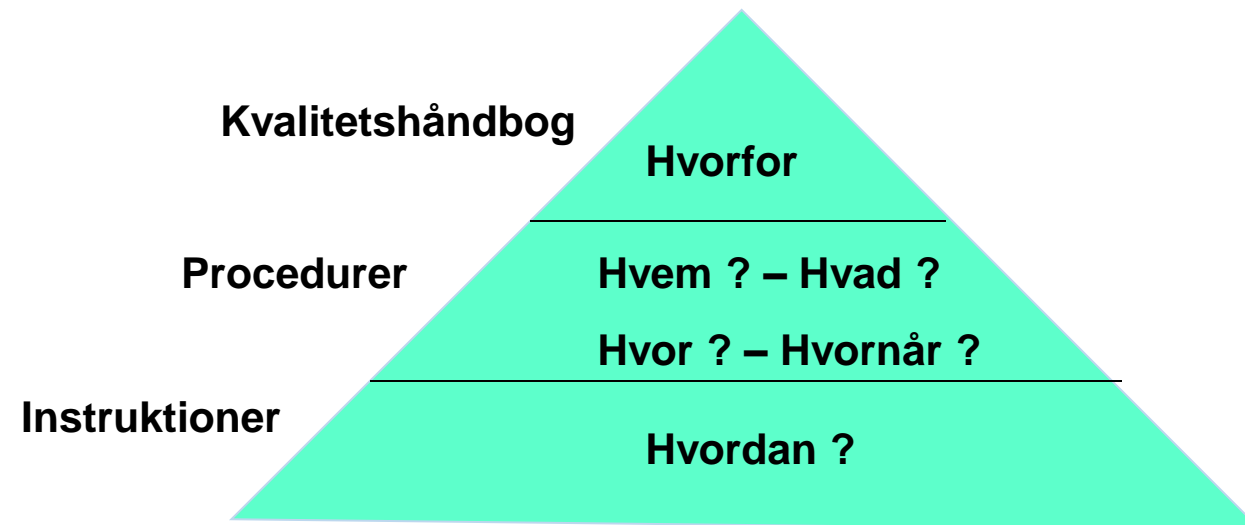 Kvalitetshåndbog
Hvorfor
Procedurer
Hvem ? – Hvad ?
Hvor ? – Hvornår ?
Instruktioner
Hvordan ?